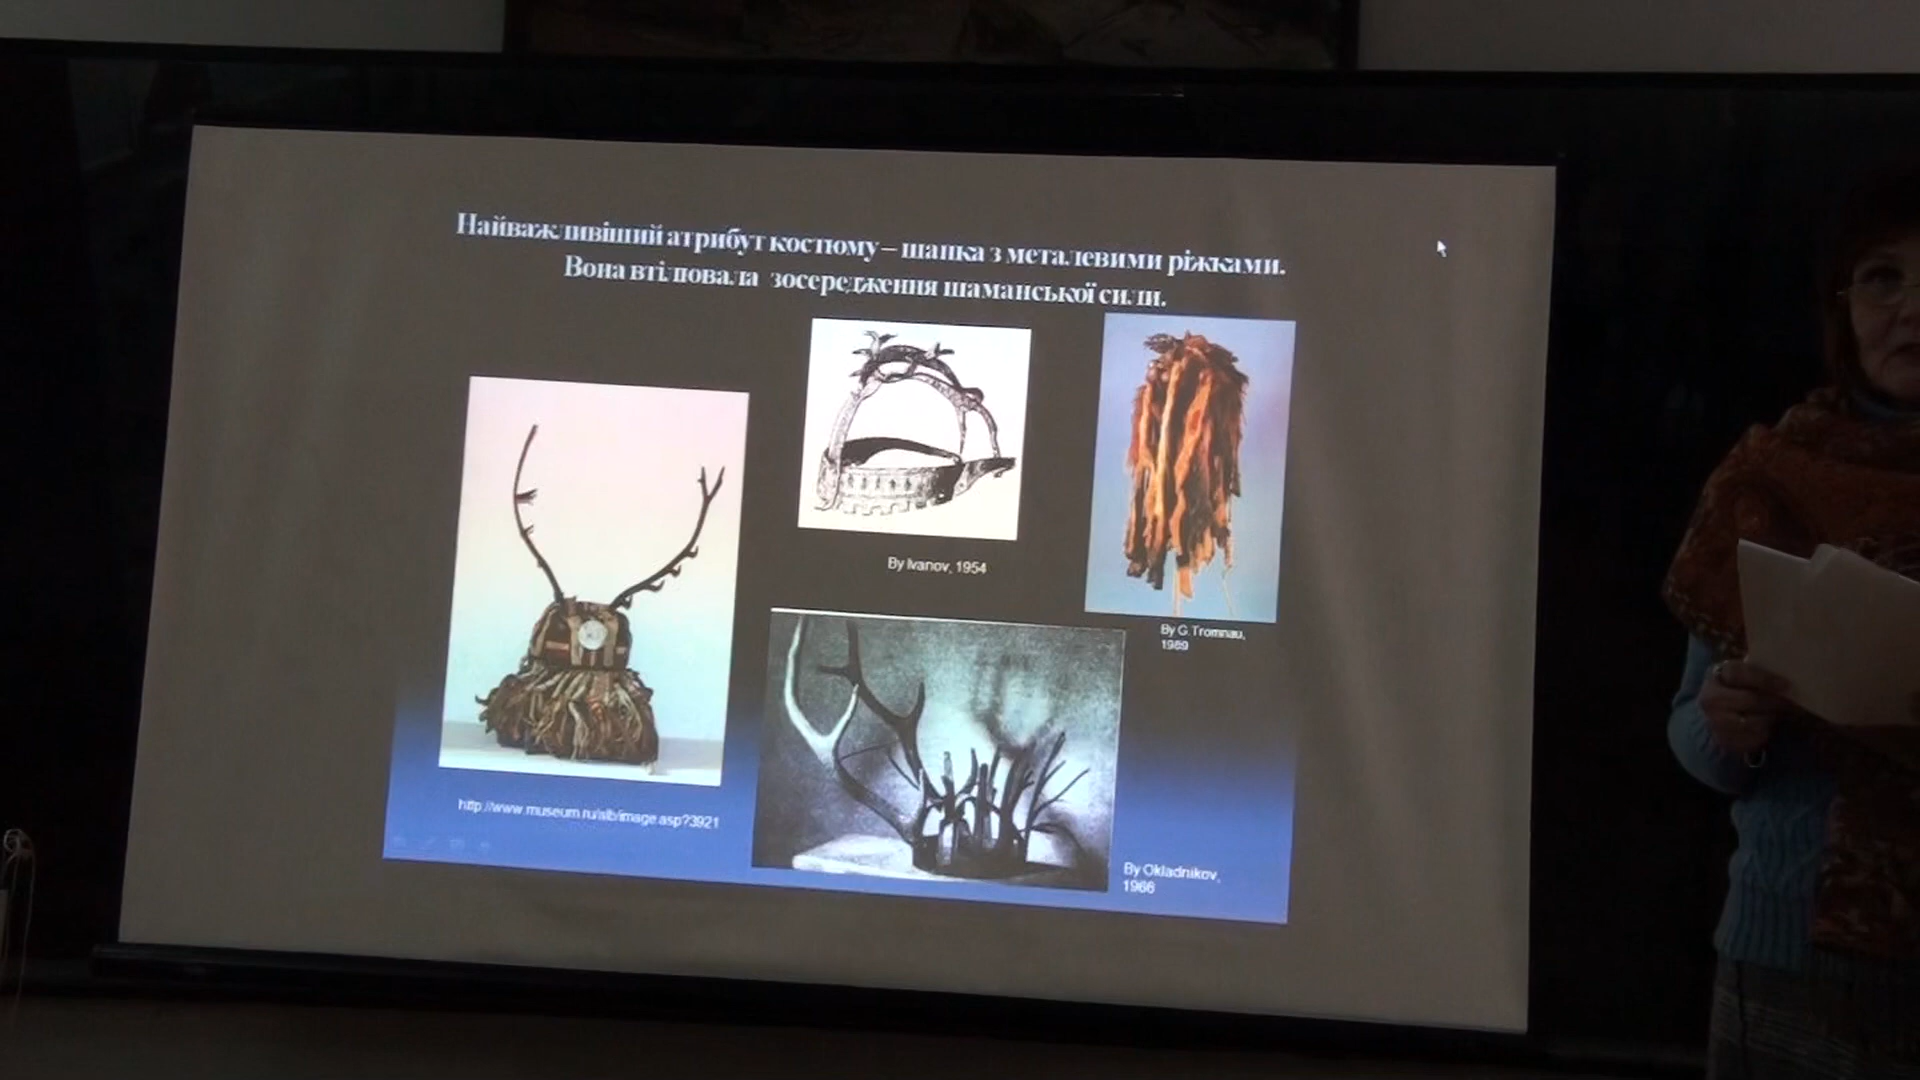 Найважливіший атрибут костюму – шапка з металевими ріжками.
Вона втілювала зосередження шаманської сили.
By Ivanov, 1954
By G.Tromnau,
1989
http://www.museum.ru/alb/image.asp?3921
By Okladnikov,
1966